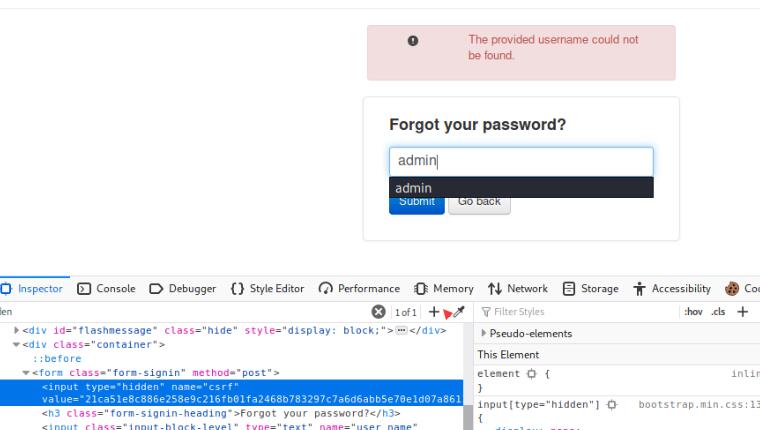 The provided username could not
be found.
Forgot your password?
admin
admin
Submit Go back
Inspector Console Debugger Style Editor Performance Memory Network Storage Accessibility
1 of 1 Filter Styles :hov .cls
<div id="flashmessage" class="hide" style="display: block;"> </div>
Pseudo-elements
<div class="container">
This Element
::before
<form class="form-signin" method="post">
element {
<input type="hidden" name="csrf"
}
value="21ca51e8c886e258e9c216fb01fa2468b783297c7a6d6abb5e70e1d07a861
input[type="hidden"] bootstrap.min.css:13
<h3 class="form-signin-heading">Forgot your password?</h3>
{
<input class="input-block-level" type="text" name="user_name"